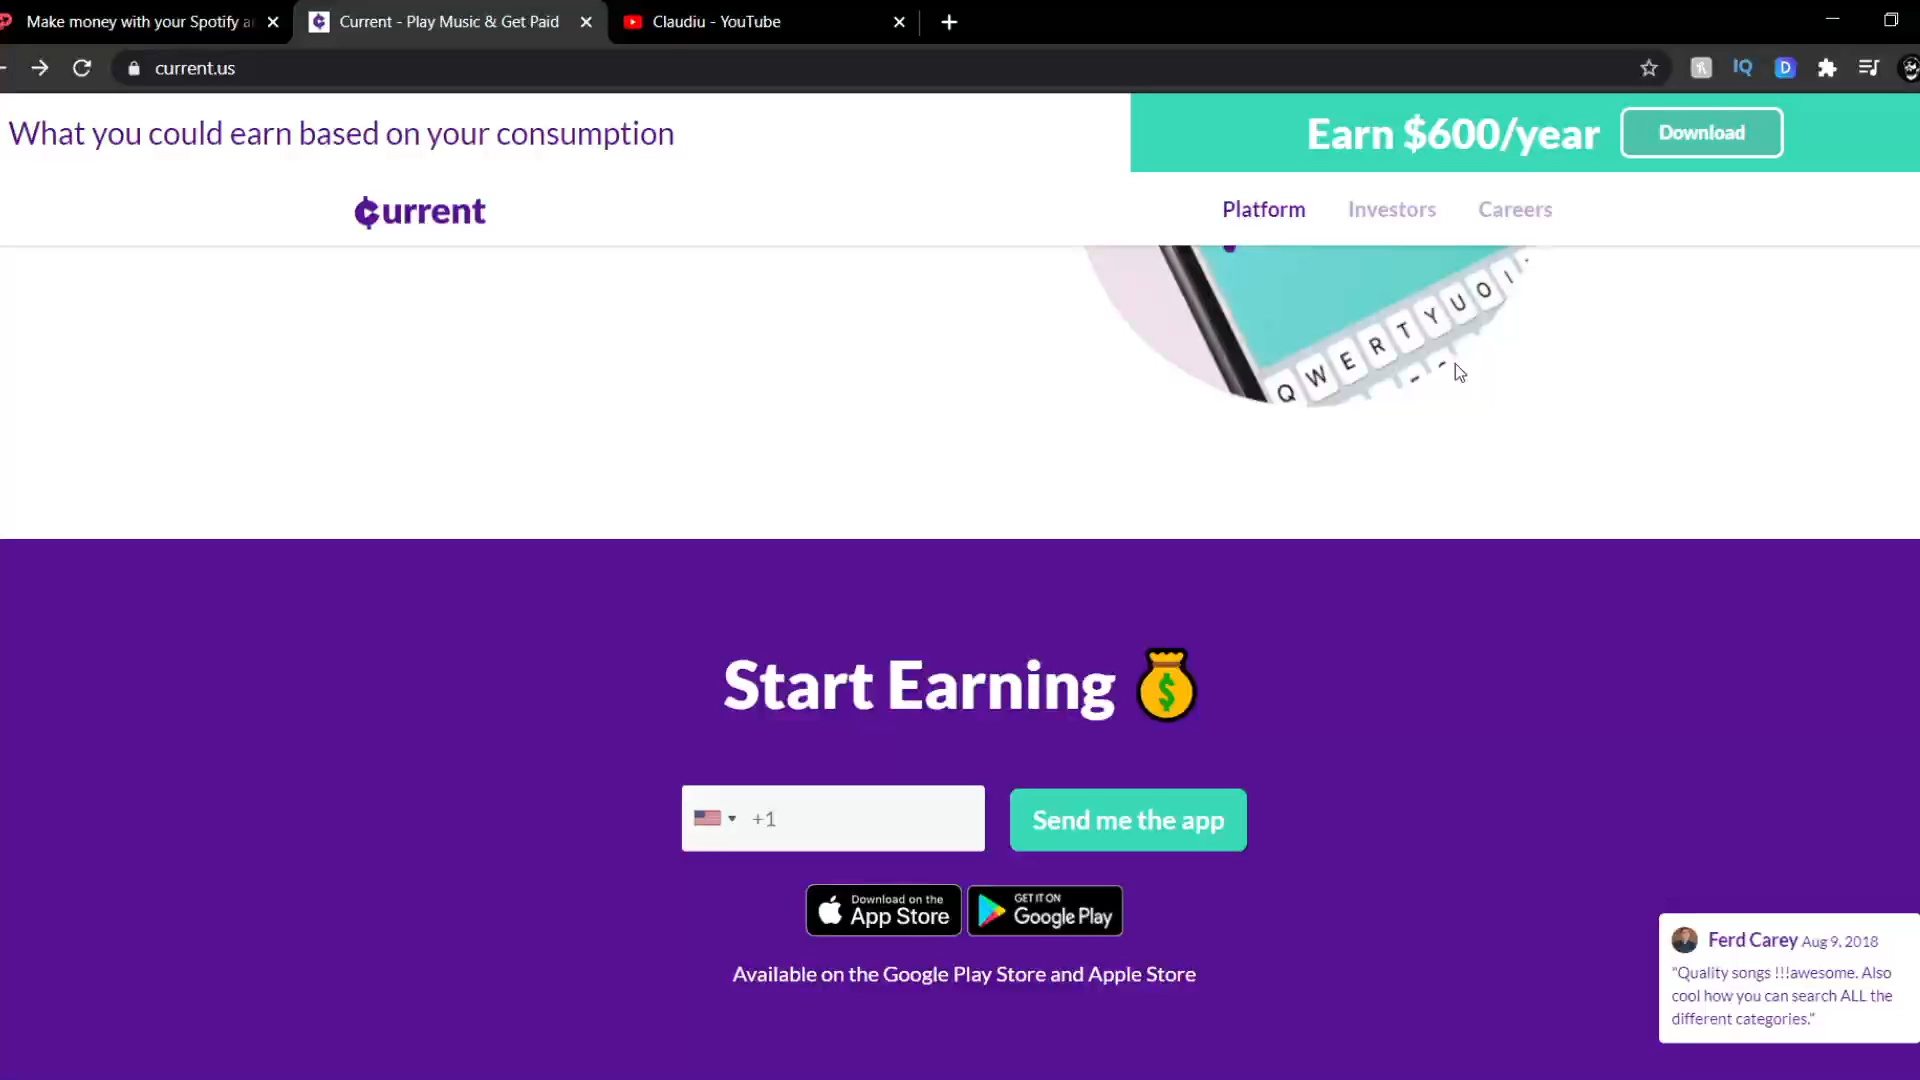 Make money with your Spotify a
Current - Play Music & Get Paid
Claudiu - YouTube
current.us
IQ
D
What you could earn based on your consumption
Earn $600/year
Download
Current
Platform
Investors
Careers
Q W E R T Y U O I
Start Earning
+1
Send me the app
Download on the
App Store
GET IT ON
Google Play
Available on the Google Play Store and Apple Store
Ferd Carey Aug 9, 2018
"Quality songs !!!awesome. Also
cool how you can search ALL the
different categories."